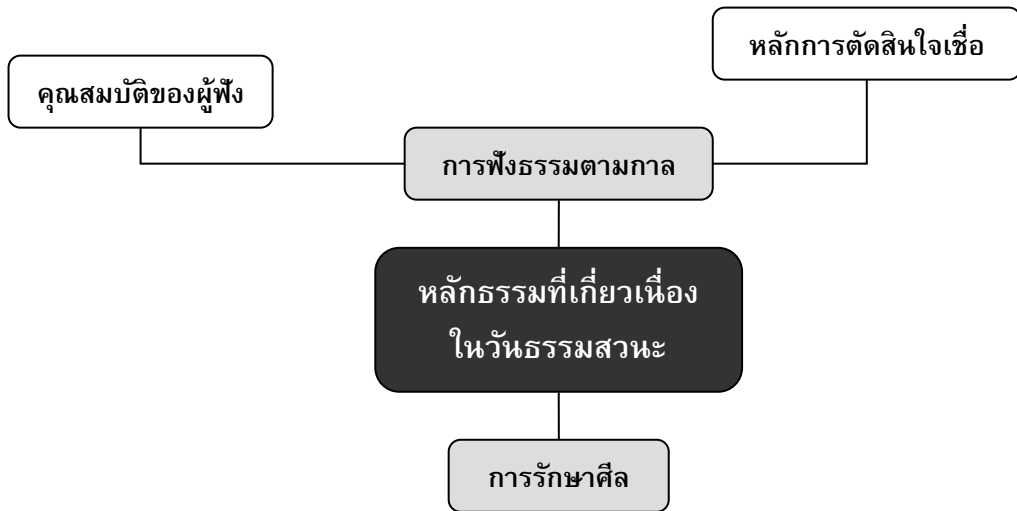 หลักการตัดสินใจเชื่อ
คุณสมบัติของผู้ฟัง
การฟังธรรมตามกาล
หลักธรรมที่เกี่ยวเนื่อง
ในวันธรรมสวนะ
การรักษาศีล